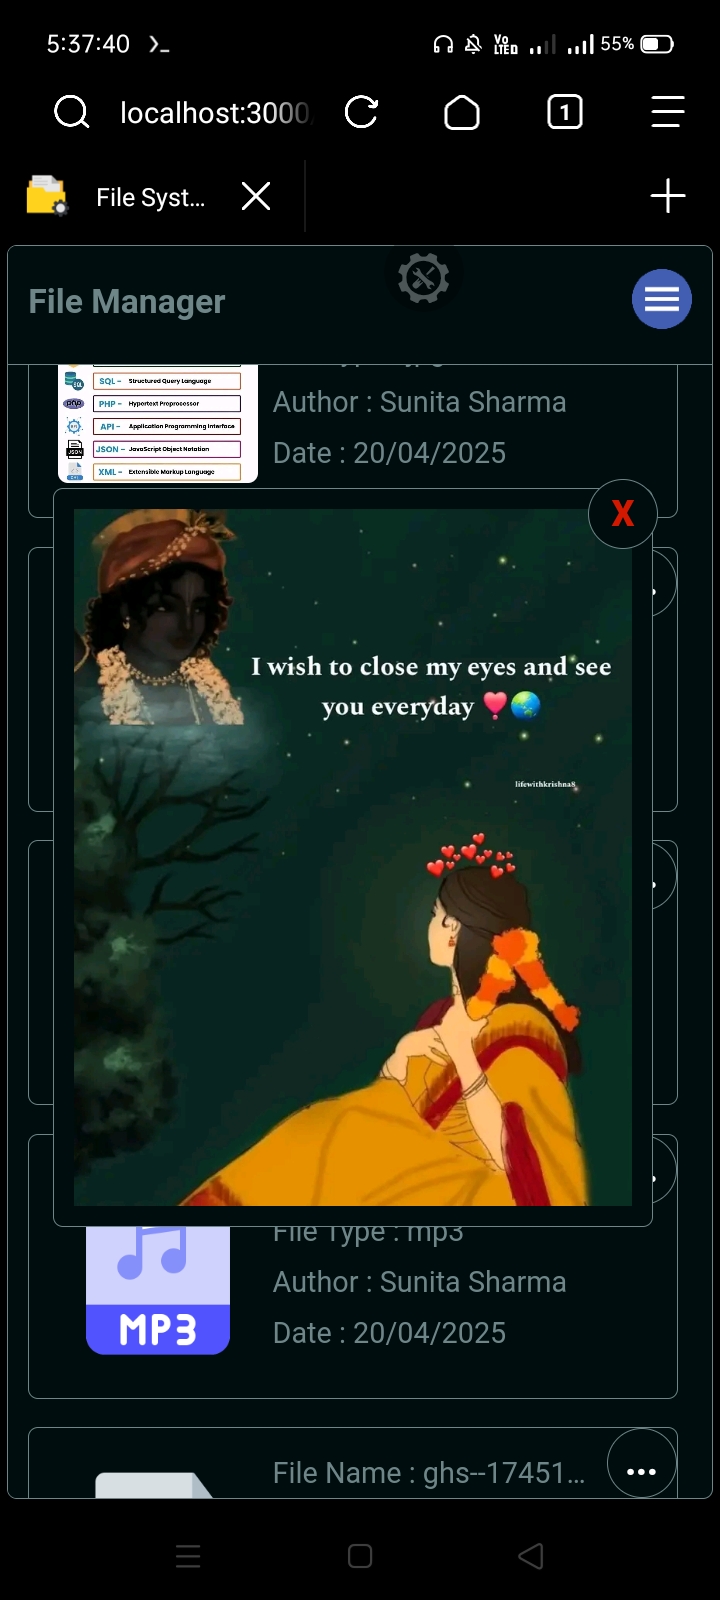 5:37:40
Vo
LTED
55%
localhost:3000
1
File Syst...
File Manager
SQL - Structured Query Language
PHP - Hypertext Preprocessor
API - Application Programming Interface
JSON - JavaScript Object Notation
XML - Extensible Markup Language
Author : Sunita Sharma
Date : 20/04/2025
X
I wish to close my eyes and see
you everyday ❣️🌏
lifewithkrishna8
File Type : mp3
Author : Sunita Sharma
Date : 20/04/2025
MP3
File Name : ghs--17451...